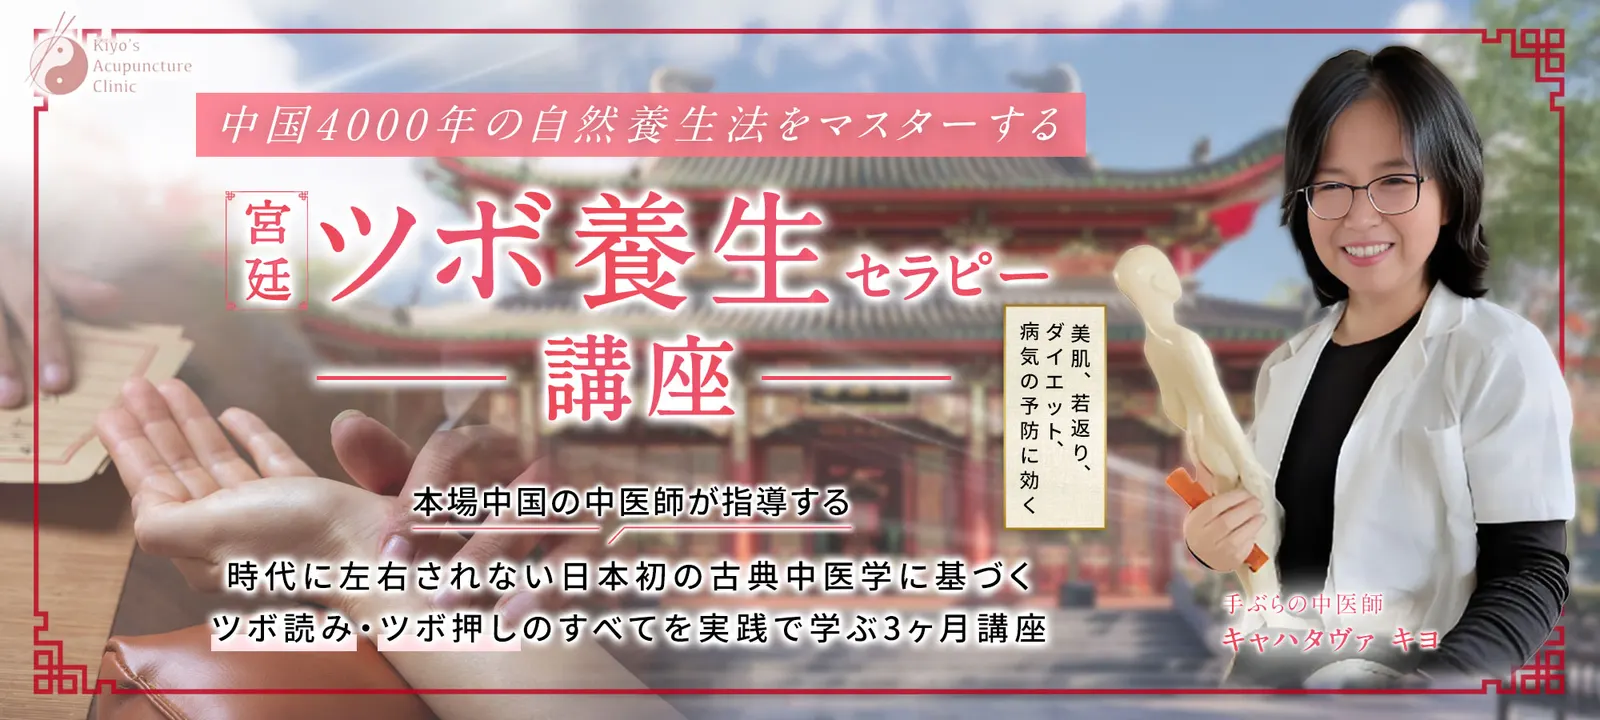 Kiyo's
Acupuncture
Clinic
中国4000年の自然養生法をマスターする
宮廷
ツボ養生セラピー
講座
美肌、若返り、
ダイエット、
病気の予防に効く
本場中国の中医師が指導する
時代に左右されない日本初の古典中医学に基づく
ツボ読み・ツボ押しのすべてを実践で学ぶ3ヶ月講座
手ぶらの中医師
キャハタヴァ キヨ